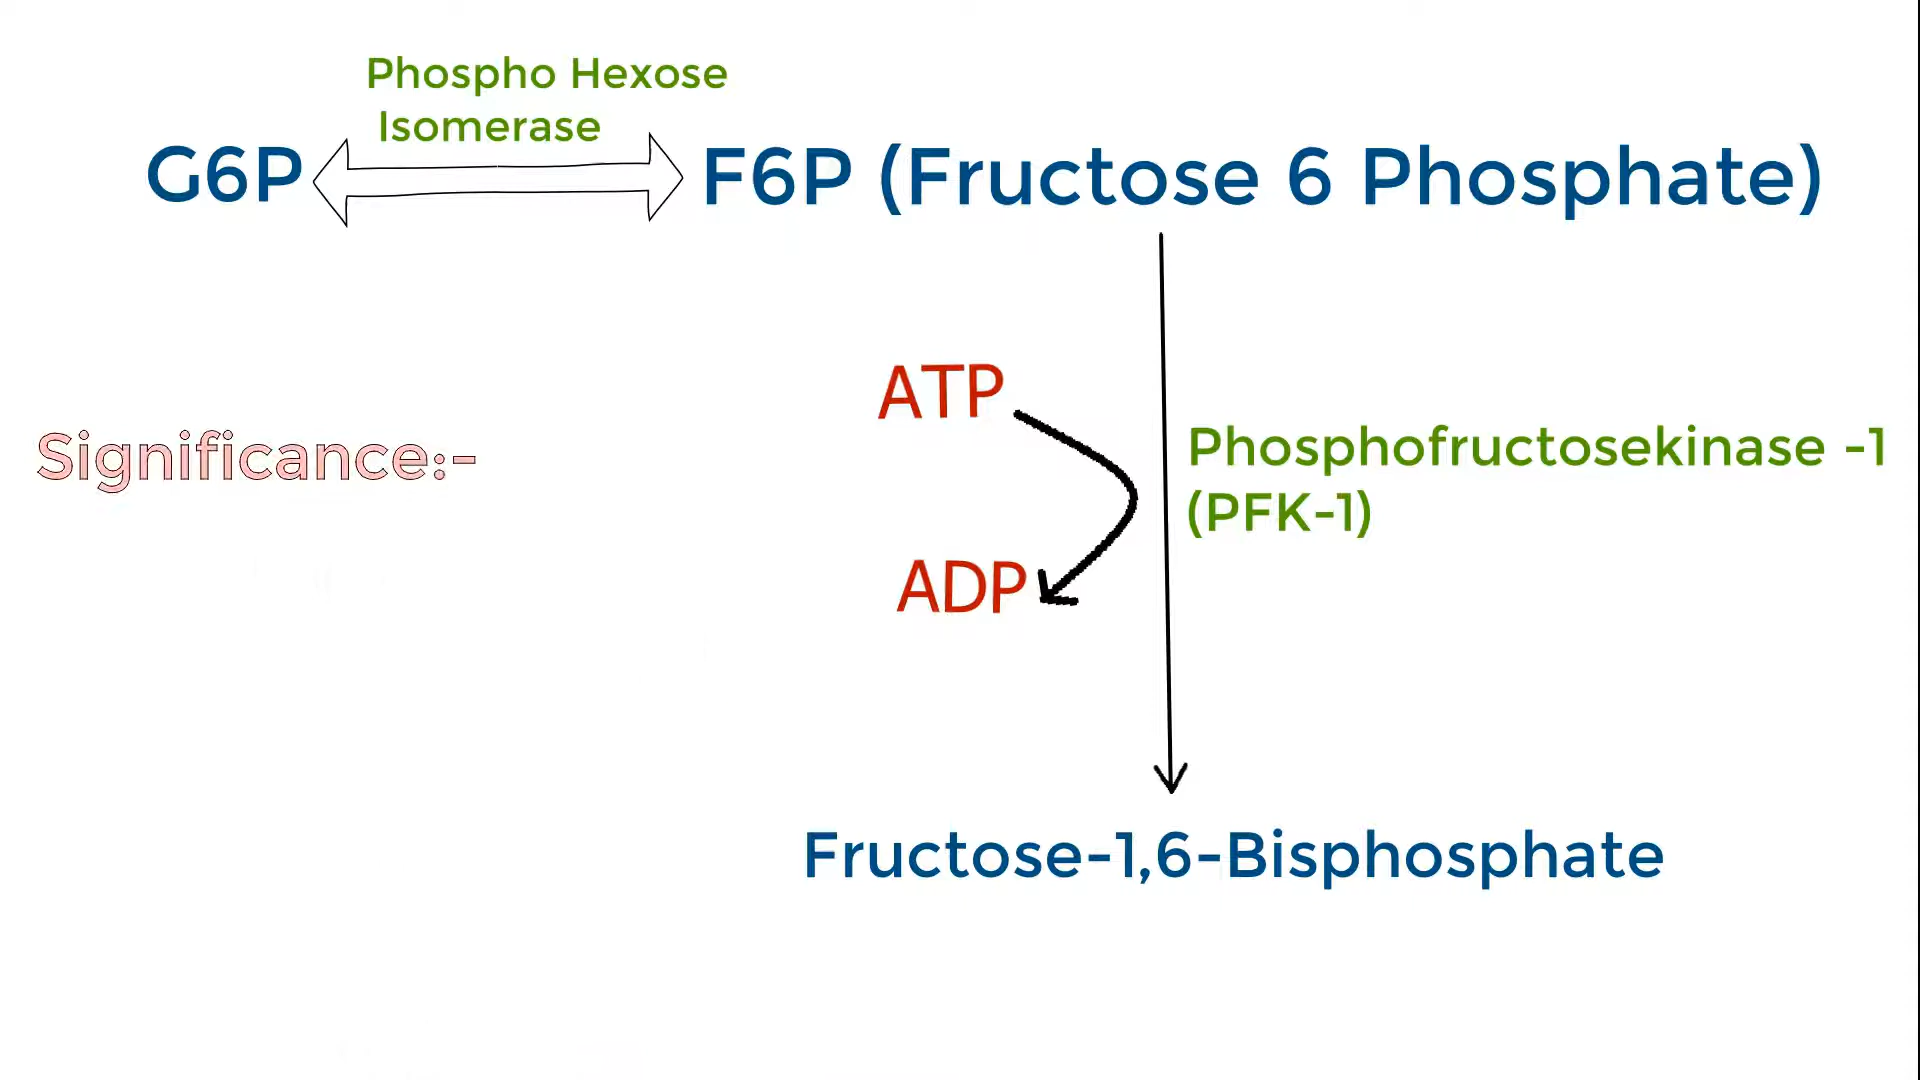 Phospho Hexose
Isomerase
G6P
F6P (Fructose 6 Phosphate)
ATP
Significance:-
Phosphofructosekinase -1
(PFK-1)
ADP
Fructose-1,6-Bisphosphate